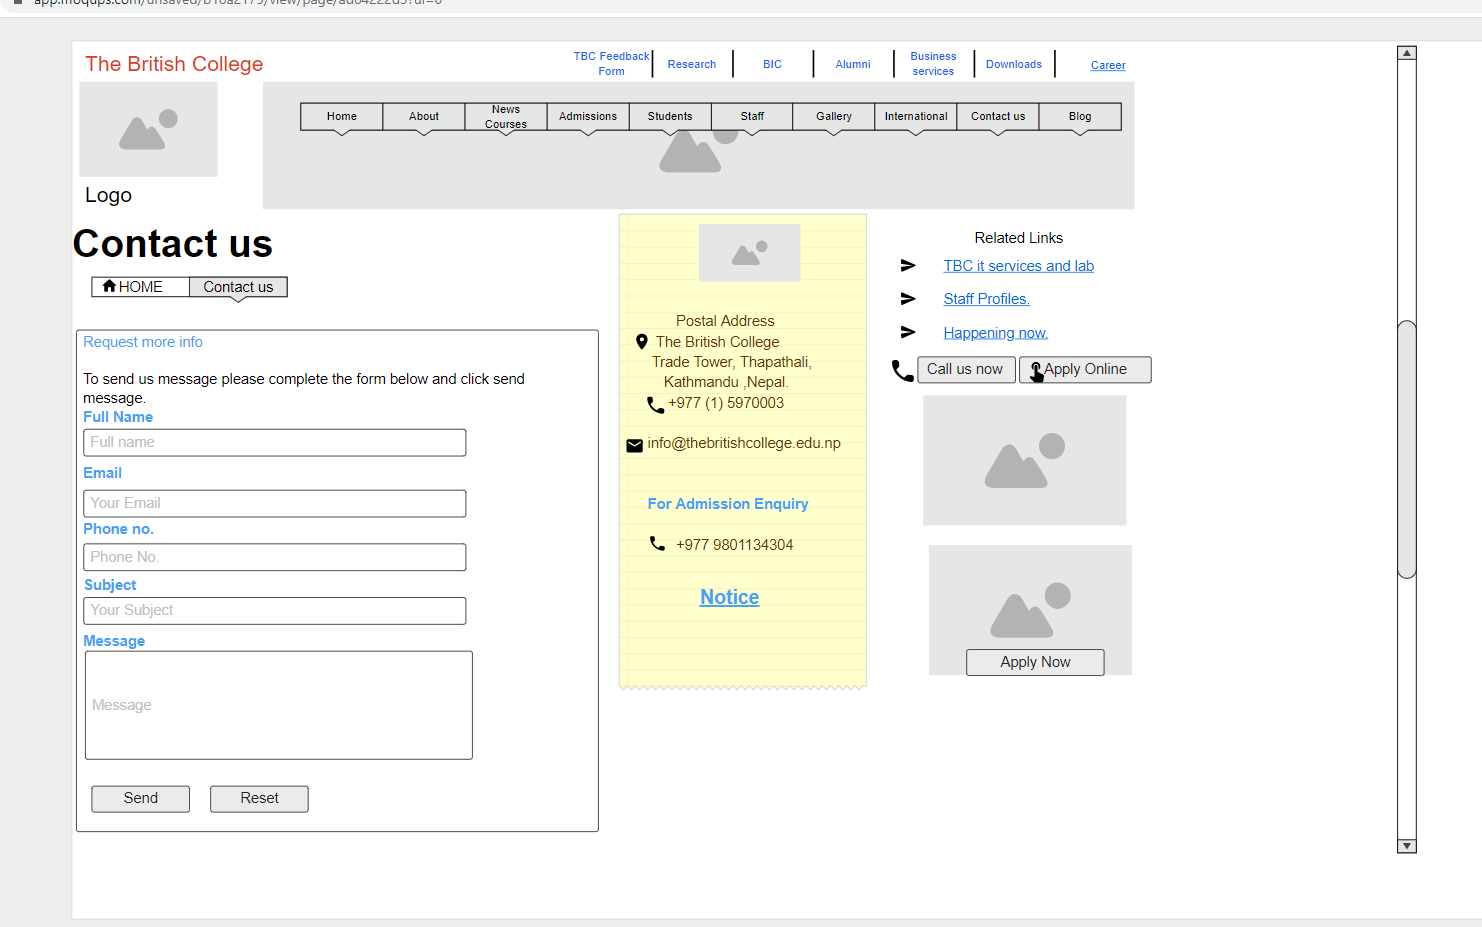 The British College
TBC Feedback
Form
Research
BIC
Alumni
Business
services
Downloads
Career
Home
About
News
Courses
Admissions
Students
Staff
Gallery
International
Contact us
Blog
Logo
Contact us
HOME
Contact us
Request more info
To send us message please complete the form below and click send
message.
Full Name
Full name
Email
Your Email
Phone no.
Phone No.
Subject
Your Subject
Message
Message
Send
Reset
Postal Address
The British College
Trade Tower, Thapathali,
Kathmandu ,Nepal.
+977 (1) 5970003
info@thebritishcollege.edu.np
For Admission Enquiry
+977 9801134304
Notice
Related Links
TBC it services and lab
Staff Profiles.
Happening now.
Call us now
Apply Online
Apply Now